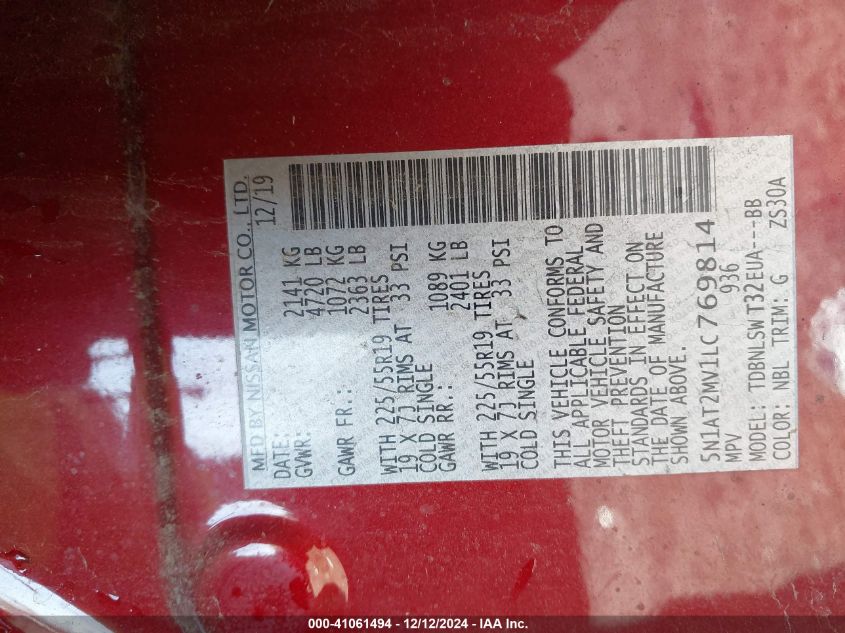 MFD BY NISSAN MOTOR CO., LTD.
DATE: 12/19
GVWR: 2141 KG
4720 LB
GAWR FR.: 1072 KG
2363 LB
WITH 225/55R19 TIRES
19 X 7J RIMS AT 33 PSI
COLD SINGLE
GAWR RR.: 1089 KG
2401 LB
WITH 225/55R19 TIRES
19 X 7J RIMS AT 33 PSI
COLD SINGLE
THIS VEHICLE CONFORMS TO
ALL APPLICABLE FEDERAL
MOTOR VEHICLE SAFETY AND
THEFT PREVENTION
STANDARDS IN EFFECT ON
THE DATE OF MANUFACTURE
SHOWN ABOVE.
5N1AT2MV1LC769814
MPV 936
MODEL: TDBNLSWT32EUA---BB
COLOR: NBL TRIM: G ZS30A
000-41061494 - 12/12/2024 - IAA Inc.